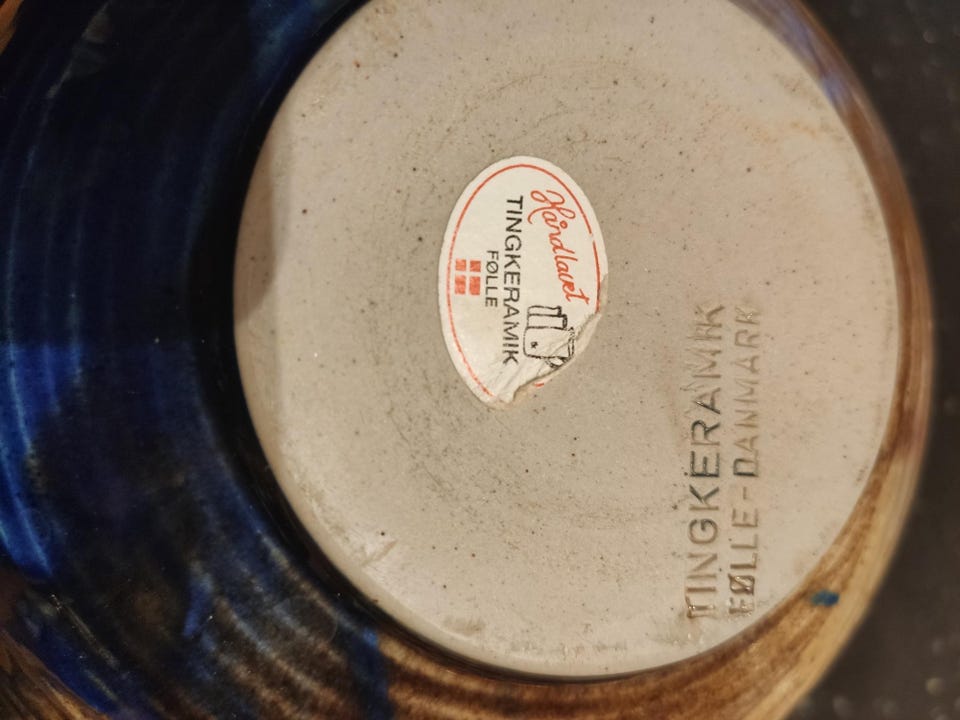 Håndlavet
TINGKERAMIK
FØLLE
TINGKERAMIK
FØLLE-DANMARK